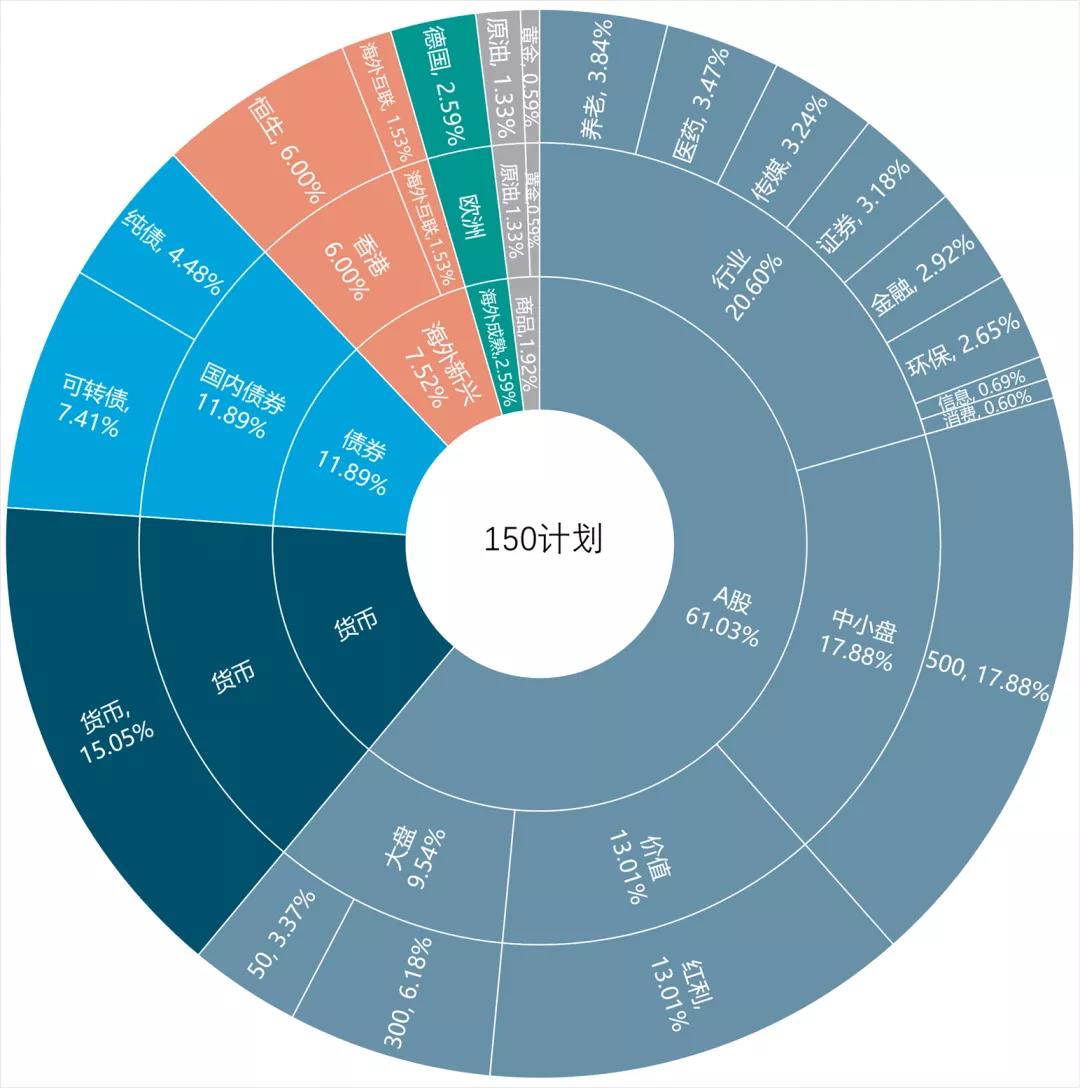 150计划
A股
61.03%
货币
债券
11.89%
海外新兴
7.52%
海外成熟,2.59%
商品,1.92%
行业
20.60%
中小盘
17.88%
价值
13.01%
大盘
9.54%
货币
国内债券
11.89%
香港
6.00%
海外互联,1.53%
欧洲
原油,1.33%
黄金,0.59%
养老, 3.84%
医药, 3.47%
传媒, 3.24%
证券, 3.18%
金融, 2.92%
环保, 2.65%
信息, 0.69%
消费, 0.60%
500, 17.88%
红利,
13.01%
300, 6.18%
50, 3.37%
货币,
15.05%
可转债,
7.41%
纯债, 4.48%
恒生, 6.00%
海外互联, 1.53%
德国, 2.59%
原油, 1.33%
黄金, 0.59%